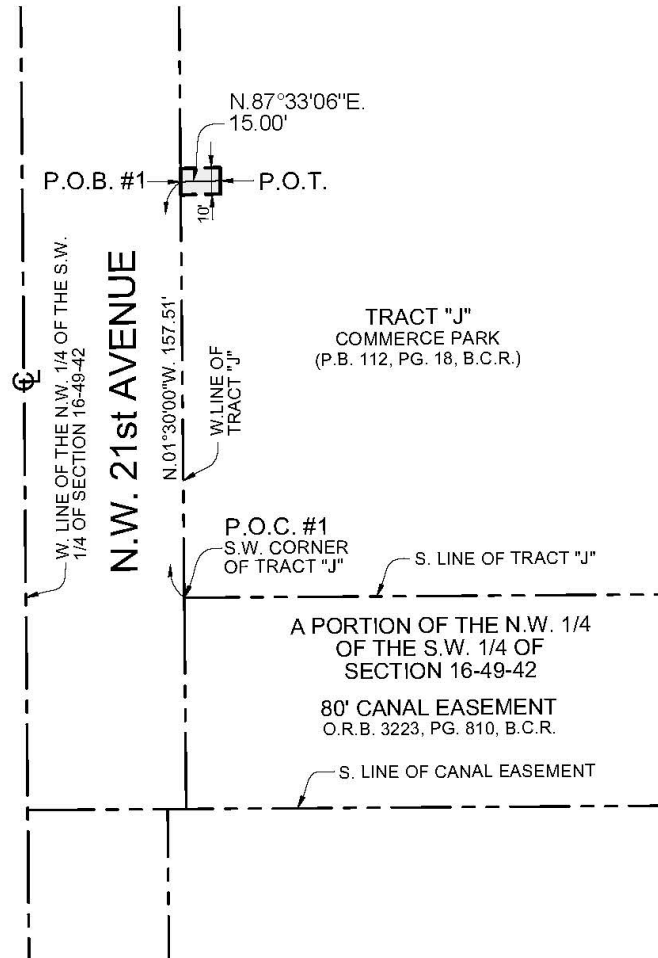 N.87°33'06"E.
15.00'
P.O.B. #1
P.O.T.
10'
W. LINE OF THE N.W. 1/4 OF THE S.W.
1/4 OF SECTION 16-49-42
N.W. 21st AVENUE
N.01°30'00"W. 157.51'
W.LINE OF
TRACT "J"
TRACT "J"
COMMERCE PARK
(P.B. 112, PG. 18, B.C.R.)
℄
P.O.C. #1
S.W. CORNER
OF TRACT "J"
S. LINE OF TRACT "J"
A PORTION OF THE N.W. 1/4
OF THE S.W. 1/4 OF
SECTION 16-49-42
80' CANAL EASEMENT
O.R.B. 3223, PG. 810, B.C.R.
S. LINE OF CANAL EASEMENT